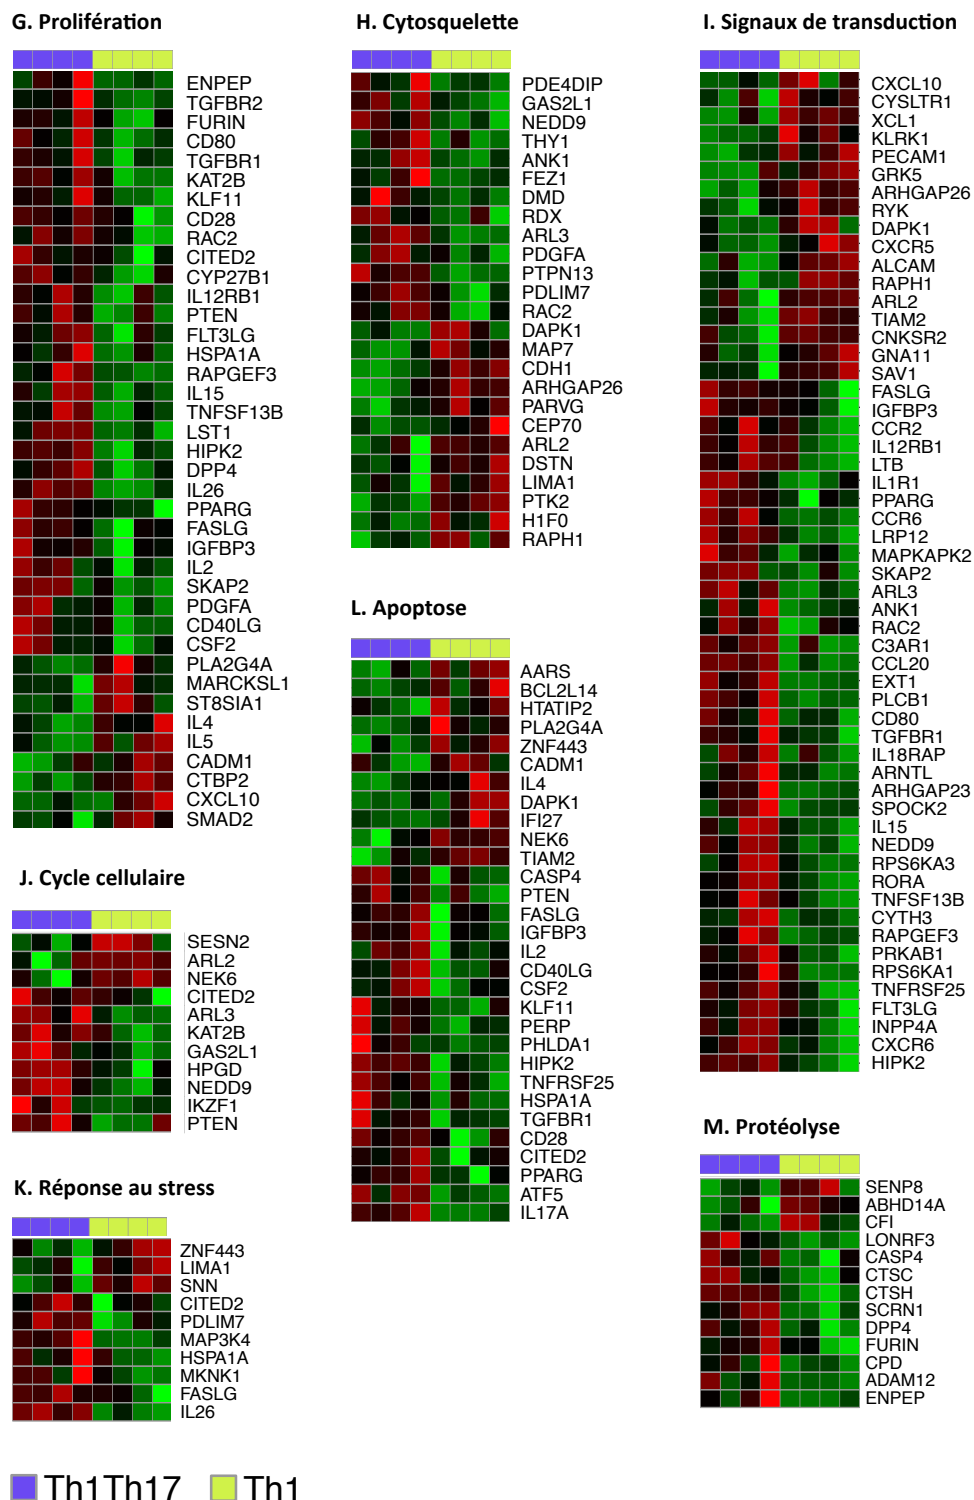 G. Prolifération
ENPEP
TGFBR2
FURIN
CD80
TGFBR1
KAT2B
KLF11
CD28
RAC2
CITED2
CYP27B1
IL12RB1
PTEN
FLT3LG
HSPA1A
RAPGEF3
IL15
TNFSF13B
LST1
HIPK2
DPP4
IL26
PPARG
FASLG
IGFBP3
IL2
SKAP2
PDGFA
CD40LG
CSF2
PLA2G4A
MARCKSL1
ST8SIA1
IL4
IL5
CADM1
CTBP2
CXCL10
SMAD2
J. Cycle cellulaire
SESN2
ARL2
NEK6
CITED2
ARL3
KAT2B
GAS2L1
HPGD
NEDD9
IKZF1
PTEN
K. Réponse au stress
ZNF443
LIMA1
SNN
CITED2
PDLIM7
MAP3K4
HSPA1A
MKNK1
FASLG
IL26
H. Cytosquelette
PDE4DIP
GAS2L1
NEDD9
THY1
ANK1
FEZ1
DMD
RDX
ARL3
PDGFA
PTPN13
PDLIM7
RAC2
DAPK1
MAP7
CDH1
ARHGAP26
PARVG
CEP70
ARL2
DSTN
LIMA1
PTK2
H1F0
RAPH1
L. Apoptose
AARS
BCL2L14
HTATIP2
PLA2G4A
ZNF443
CADM1
IL4
DAPK1
IFI27
NEK6
TIAM2
CASP4
PTEN
FASLG
IGFBP3
IL2
CD40LG
CSF2
KLF11
PERP
PHLDA1
HIPK2
TNFRSF25
HSPA1A
TGFBR1
CD28
CITED2
PPARG
ATF5
IL17A
I. Signaux de transduction
CXCL10
CYSLTR1
XCL1
KLRK1
PECAM1
GRK5
ARHGAP26
RYK
DAPK1
CXCR5
ALCAM
RAPH1
ARL2
TIAM2
CNKSR2
GNA11
SAV1
FASLG
IGFBP3
CCR2
IL12RB1
LTB
IL1R1
PPARG
CCR6
LRP12
MAPKAPK2
SKAP2
ARL3
ANK1
RAC2
C3AR1
CCL20
EXT1
PLCB1
CD80
TGFBR1
IL18RAP
ARNTL
ARHGAP23
SPOCK2
IL15
NEDD9
RPS6KA3
RORA
TNFSF13B
CYTH3
RAPGEF3
PRKAB1
RPS6KA1
TNFRSF25
FLT3LG
INPP4A
CXCR6
HIPK2
M. Protéolyse
SENP8
ABHD14A
CFI
LONRF3
CASP4
CTSC
CTSH
SCRN1
DPP4
FURIN
CPD
ADAM12
ENPEP
Th1Th17 Th1